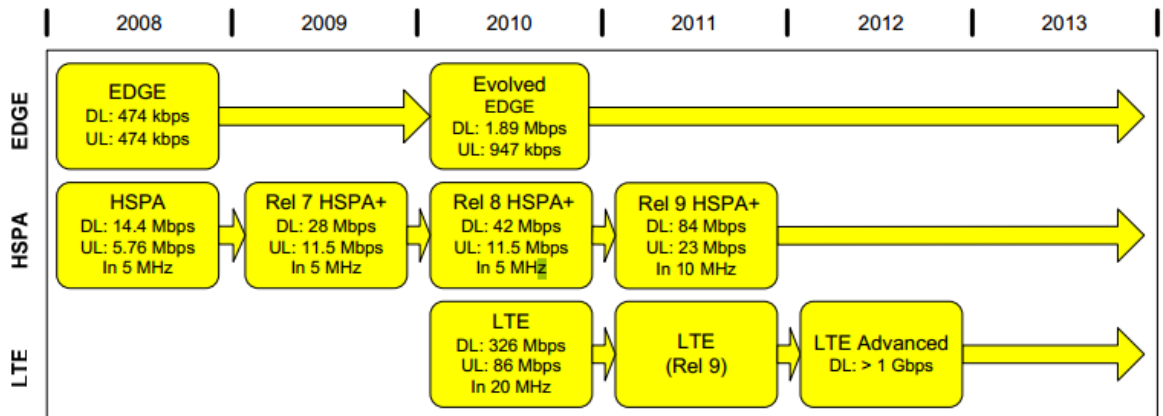 2008 2009 2010 2011 2012 2013
EDGE
EDGE
DL: 474 kbps
UL: 474 kbps
Evolved
EDGE
DL: 1.89 Mbps
UL: 947 kbps
HSPA
HSPA
DL: 14.4 Mbps
UL: 5.76 Mbps
In 5 MHz
Rel 7 HSPA+
DL: 28 Mbps
UL: 11.5 Mbps
In 5 MHz
Rel 8 HSPA+
DL: 42 Mbps
UL: 11.5 Mbps
In 5 MHz
Rel 9 HSPA+
DL: 84 Mbps
UL: 23 Mbps
In 10 MHz
LTE
LTE
DL: 326 Mbps
UL: 86 Mbps
In 20 MHz
LTE
(Rel 9)
LTE Advanced
DL: > 1 Gbps